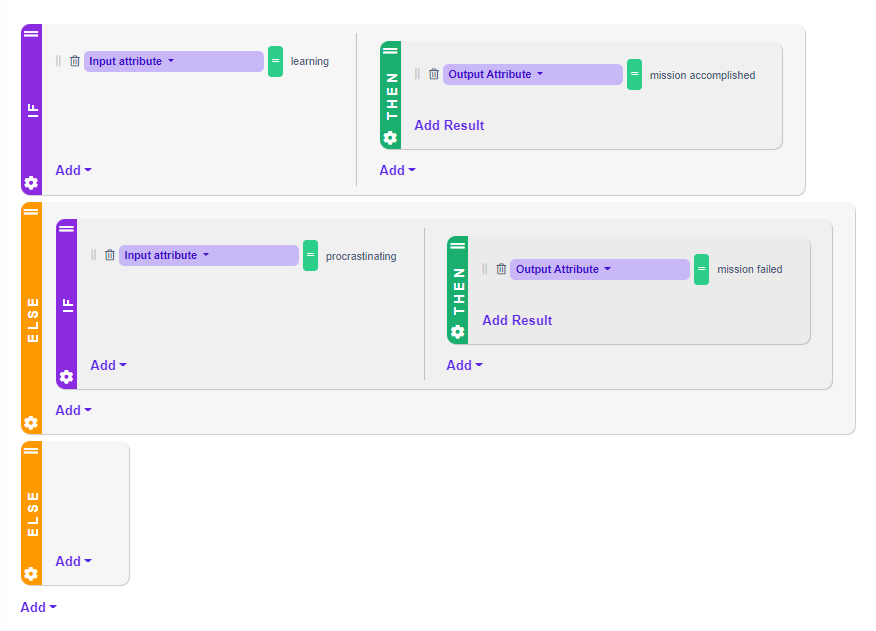 IF
Input attribute = learning
THEN
Output Attribute = mission accomplished
Add Result
Add
Add
ELSE
IF
Input attribute = procrastinating
THEN
Output Attribute = mission failed
Add Result
Add
Add
Add
ELSE
Add
Add